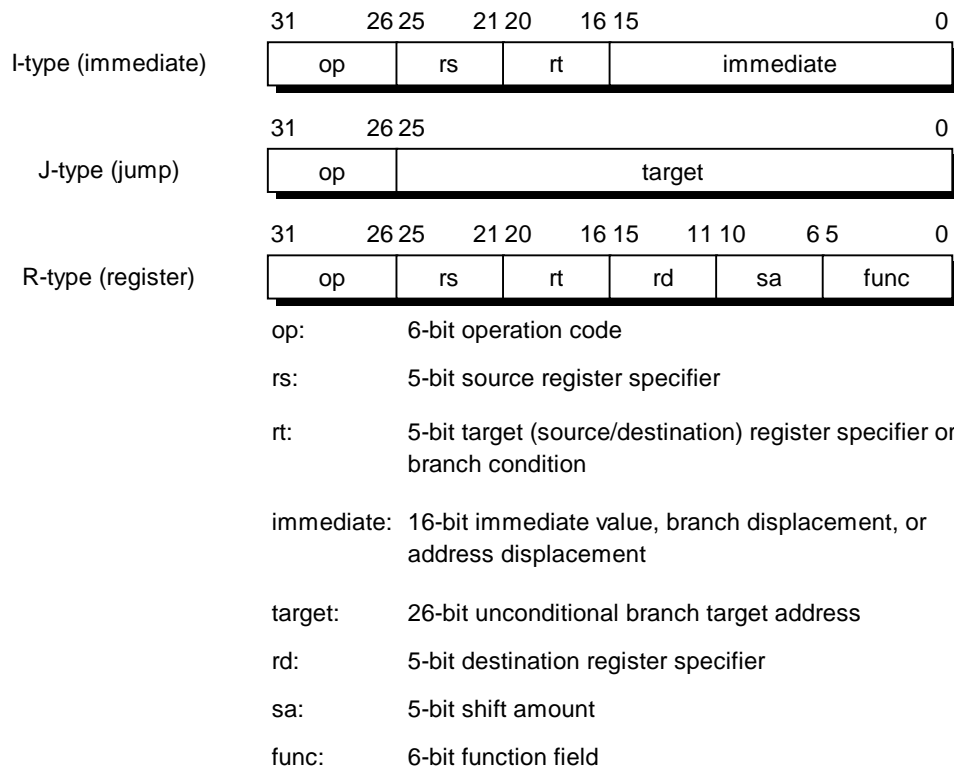 31 26 25 21 20 16 15 0
I-type (immediate) op rs rt immediate
31 26 25 0
J-type (jump) op target
31 26 25 21 20 16 15 11 10 6 5 0
R-type (register) op rs rt rd sa func
op: 6-bit operation code
rs: 5-bit source register specifier
rt: 5-bit target (source/destination) register specifier or
branch condition
immediate: 16-bit immediate value, branch displacement, or
address displacement
target: 26-bit unconditional branch target address
rd: 5-bit destination register specifier
sa: 5-bit shift amount
func: 6-bit function field